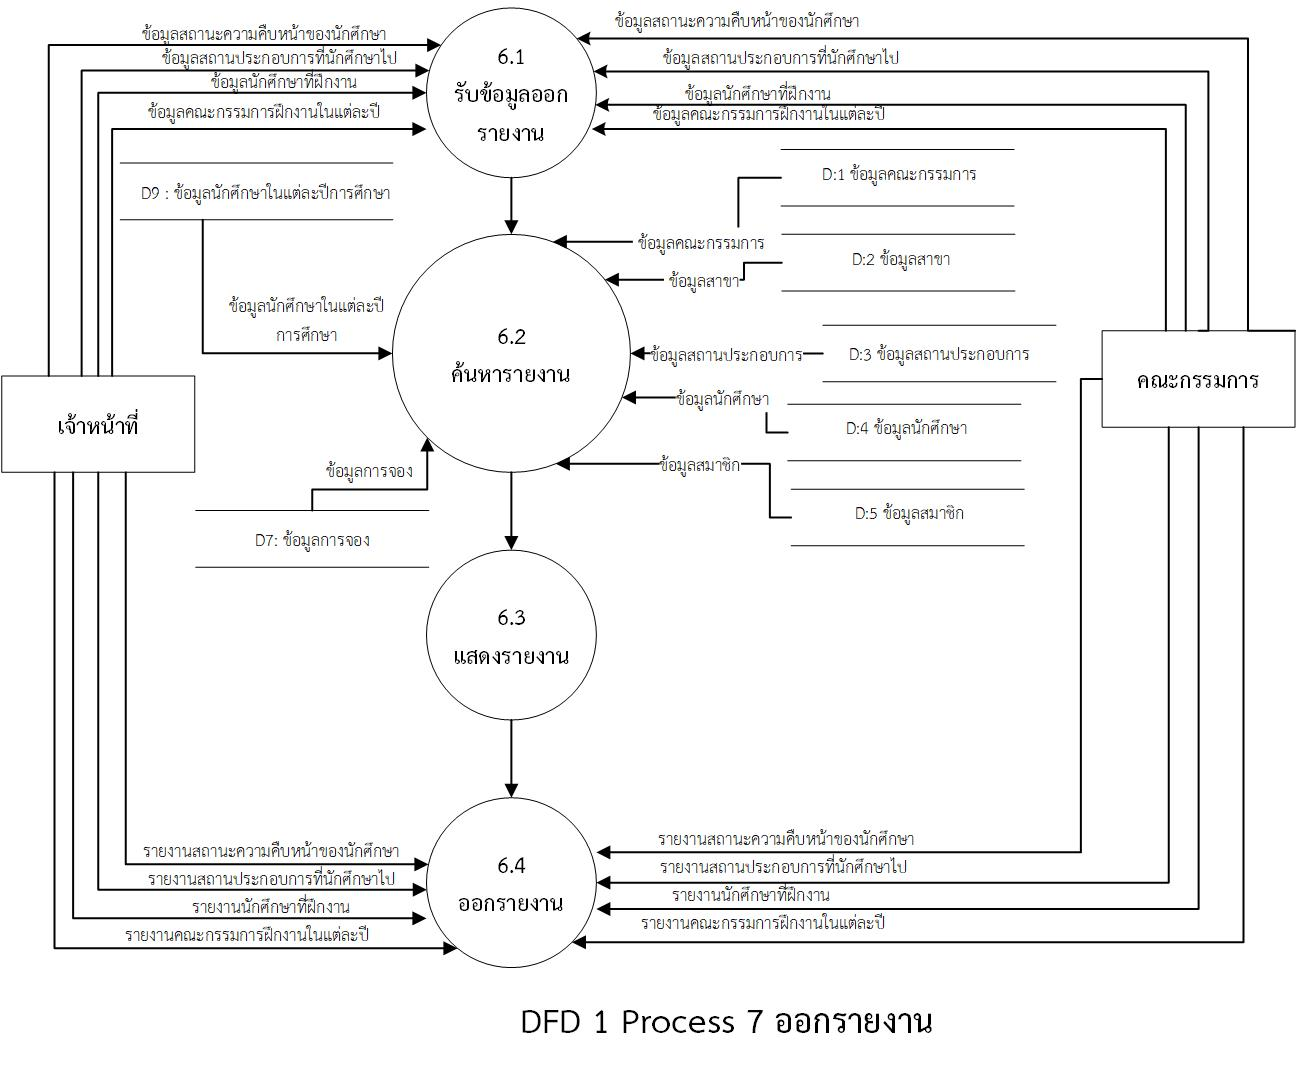 ข้อมูลสถานะความคืบหน้าของนักศึกษา
ข้อมูลสถานประกอบการที่นักศึกษาไป
ข้อมูลนักศึกษาที่ฝึกงาน
ข้อมูลคณะกรรมการฝึกงานในแต่ละปี
6.1
รับข้อมูลออก
รายงาน
ข้อมูลสถานะความคืบหน้าของนักศึกษา
ข้อมูลสถานประกอบการที่นักศึกษาไป
ข้อมูลนักศึกษาที่ฝึกงาน
ข้อมูลคณะกรรมการฝึกงานในแต่ละปี
D9 : ข้อมูลนักศึกษาในแต่ละปีการศึกษา
D:1 ข้อมูลคณะกรรมการ
ข้อมูลคณะกรรมการ
D:2 ข้อมูลสาขา
ข้อมูลสาขา
ข้อมูลนักศึกษาในแต่ละปี
การศึกษา
6.2
ค้นหารายงาน
ข้อมูลสถานประกอบการ
D:3 ข้อมูลสถานประกอบการ
คณะกรรมการ
ข้อมูลนักศึกษา
D:4 ข้อมูลนักศึกษา
เจ้าหน้าที่
ข้อมูลการจอง
ข้อมูลสมาชิก
D:5 ข้อมูลสมาชิก
D7: ข้อมูลการจอง
6.3
แสดงรายงาน
รายงานสถานะความคืบหน้าของนักศึกษา
รายงานสถานประกอบการที่นักศึกษาไป
รายงานนักศึกษาที่ฝึกงาน
รายงานคณะกรรมการฝึกงานในแต่ละปี
6.4
ออกรายงาน
รายงานสถานะความคืบหน้าของนักศึกษา
รายงานสถานประกอบการที่นักศึกษาไป
รายงานนักศึกษาที่ฝึกงาน
รายงานคณะกรรมการฝึกงานในแต่ละปี
DFD 1 Process 7 ออกรายงาน